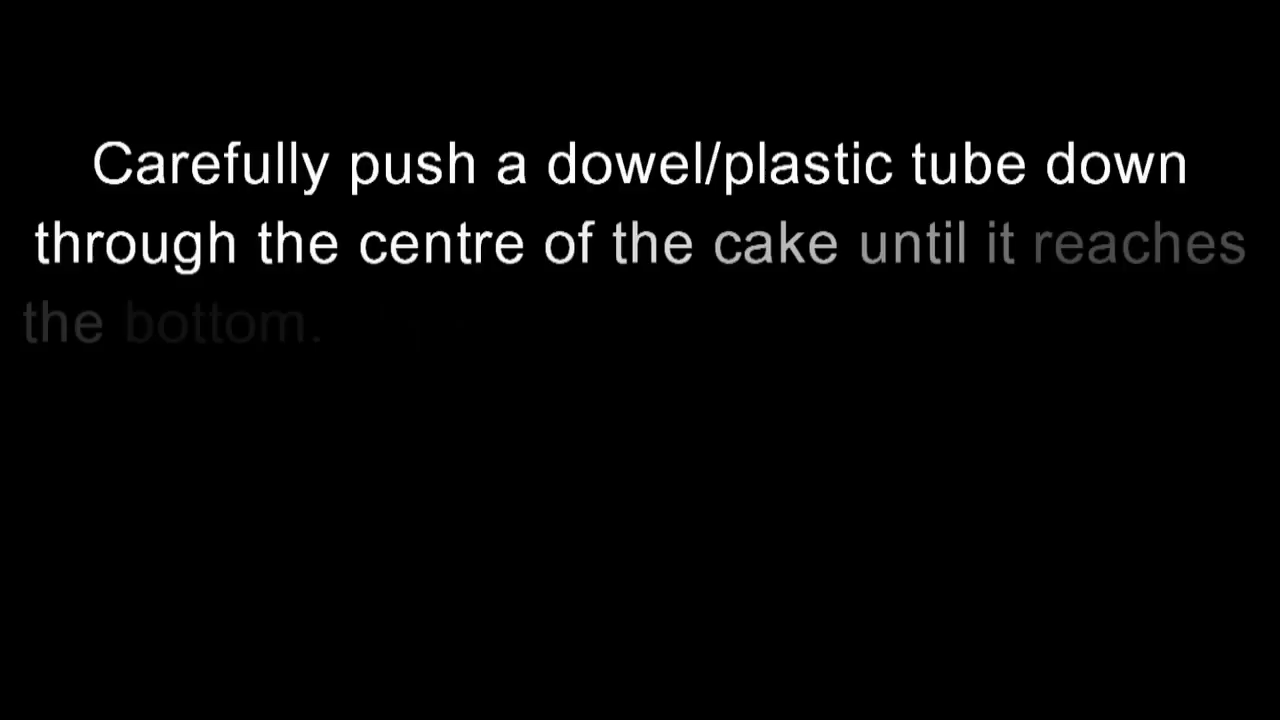 Carefully push a dowel/plastic tube down
through the centre of the cake until it reaches
the bottom.